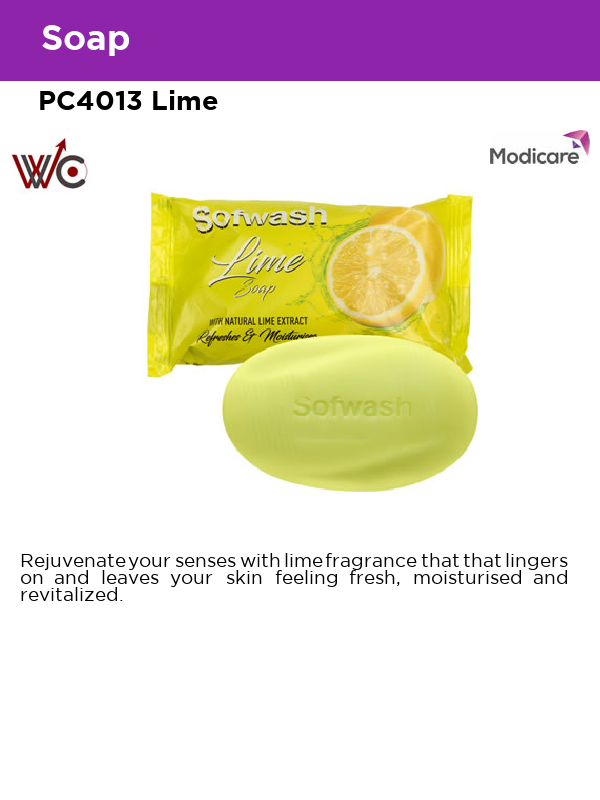 Soap
PC4013 Lime
WC
Modicare
Sofwash
Lime
Soap
WITH NATURAL LIME EXTRACT
Refreshes & Moisturises
Sofwash
Rejuvenate your senses with lime fragrance that that lingers
on and leaves your skin feeling fresh, moisturised and
revitalized.